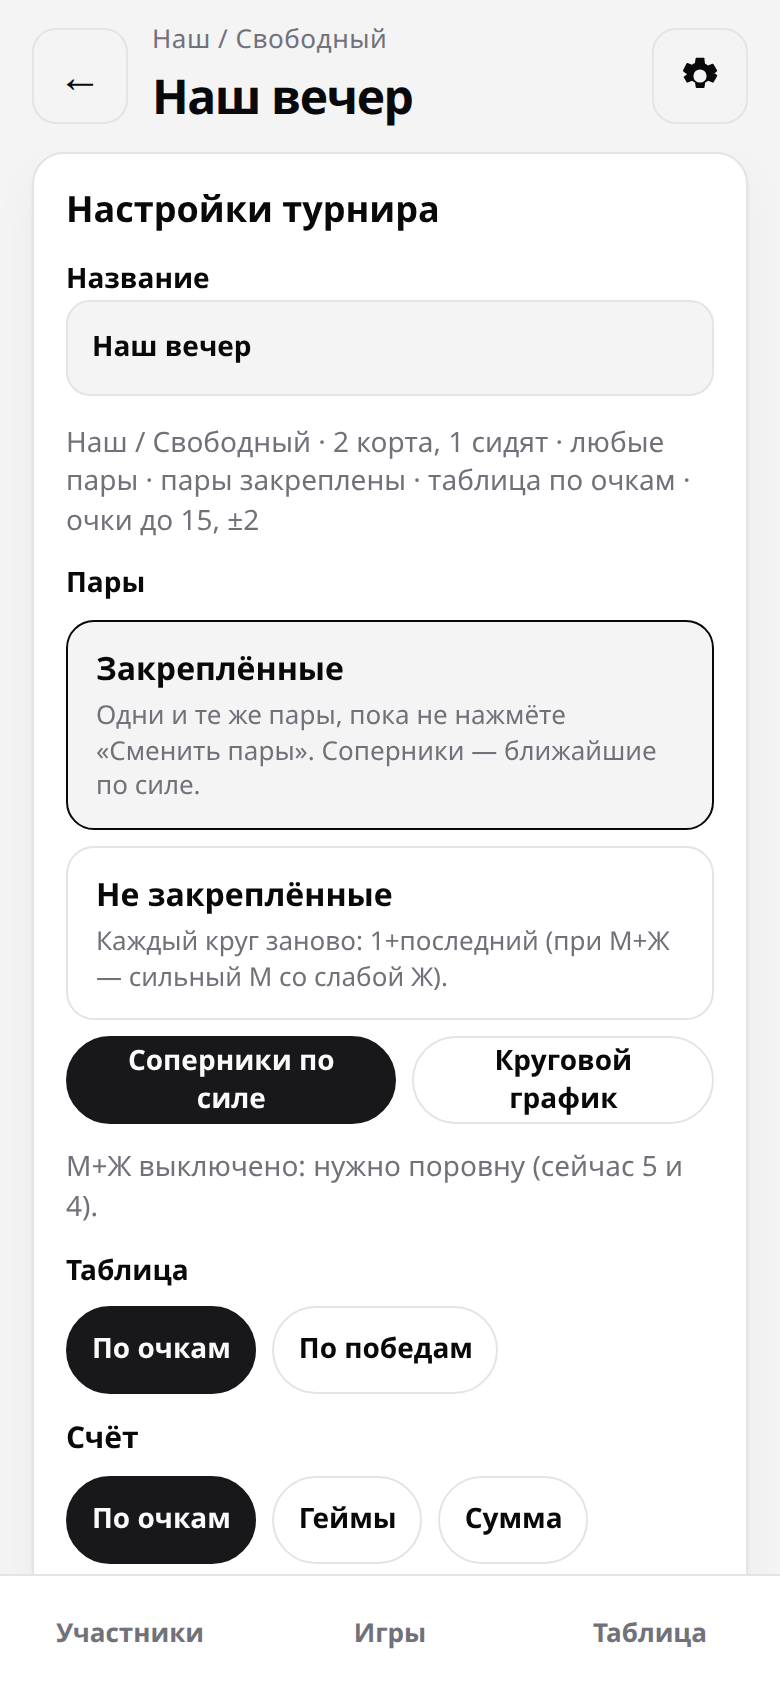 Наш / Свободный
←
Наш вечер
Настройки турнира
Название
Наш вечер
Наш / Свободный · 2 корта, 1 сидят · любые
пары · пары закреплены · таблица по очкам ·
очки до 15, ±2
Пары
Закреплённые
Одни и те же пары, пока не нажмёте
«Сменить пары». Соперники — ближайшие
по силе.
Не закреплённые
Каждый круг заново: 1+последний (при М+Ж
— сильный М со слабой Ж).
Соперники по
силе
Круговой
график
М+Ж выключено: нужно поровну (сейчас 5 и
4).
Таблица
По очкам
По победам
Счёт
По очкам
Геймы
Сумма
Участники
Игры
Таблица